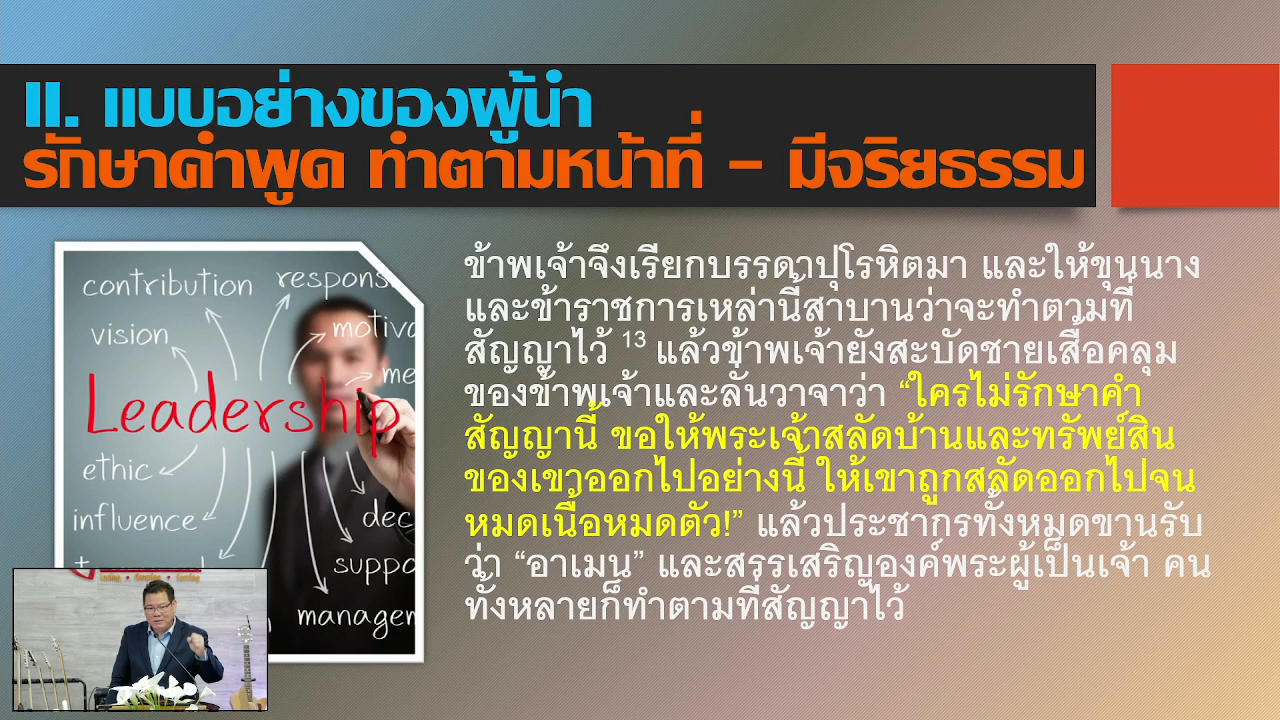 II. แบบอย่างของผู้นำ
รักษาคำพูด ทำตามหน้าที่ - มีจริยธรรม
ข้าพเจ้าจึงเรียกบรรดาปุโรหิตมา และให้ขุนนาง
และข้าราชการเหล่านี้สาบานว่าจะทำตามที่
สัญญาไว้ 13 แล้วข้าพเจ้ายังสะบัดชายเสื้อคลุม
ของข้าพเจ้าและลั่นวาจาว่า “ใครไม่รักษาคำ
สัญญานี้ ขอให้พระเจ้าสลัดบ้านและทรัพย์สิน
ของเขาออกไปอย่างนี้ ให้เขาถูกสลัดออกไปจน
หมดเนื้อหมดตัว!” แล้วประชากรทั้งหมดขานรับ
ว่า “อาเมน” และสรรเสริญองค์พระผู้เป็นเจ้า คน
ทั้งหลายก็ทำตามที่สัญญาไว้
contribution
respons
vision
motiva
me
Leadership
ethic
influence
dec
suppo
managem